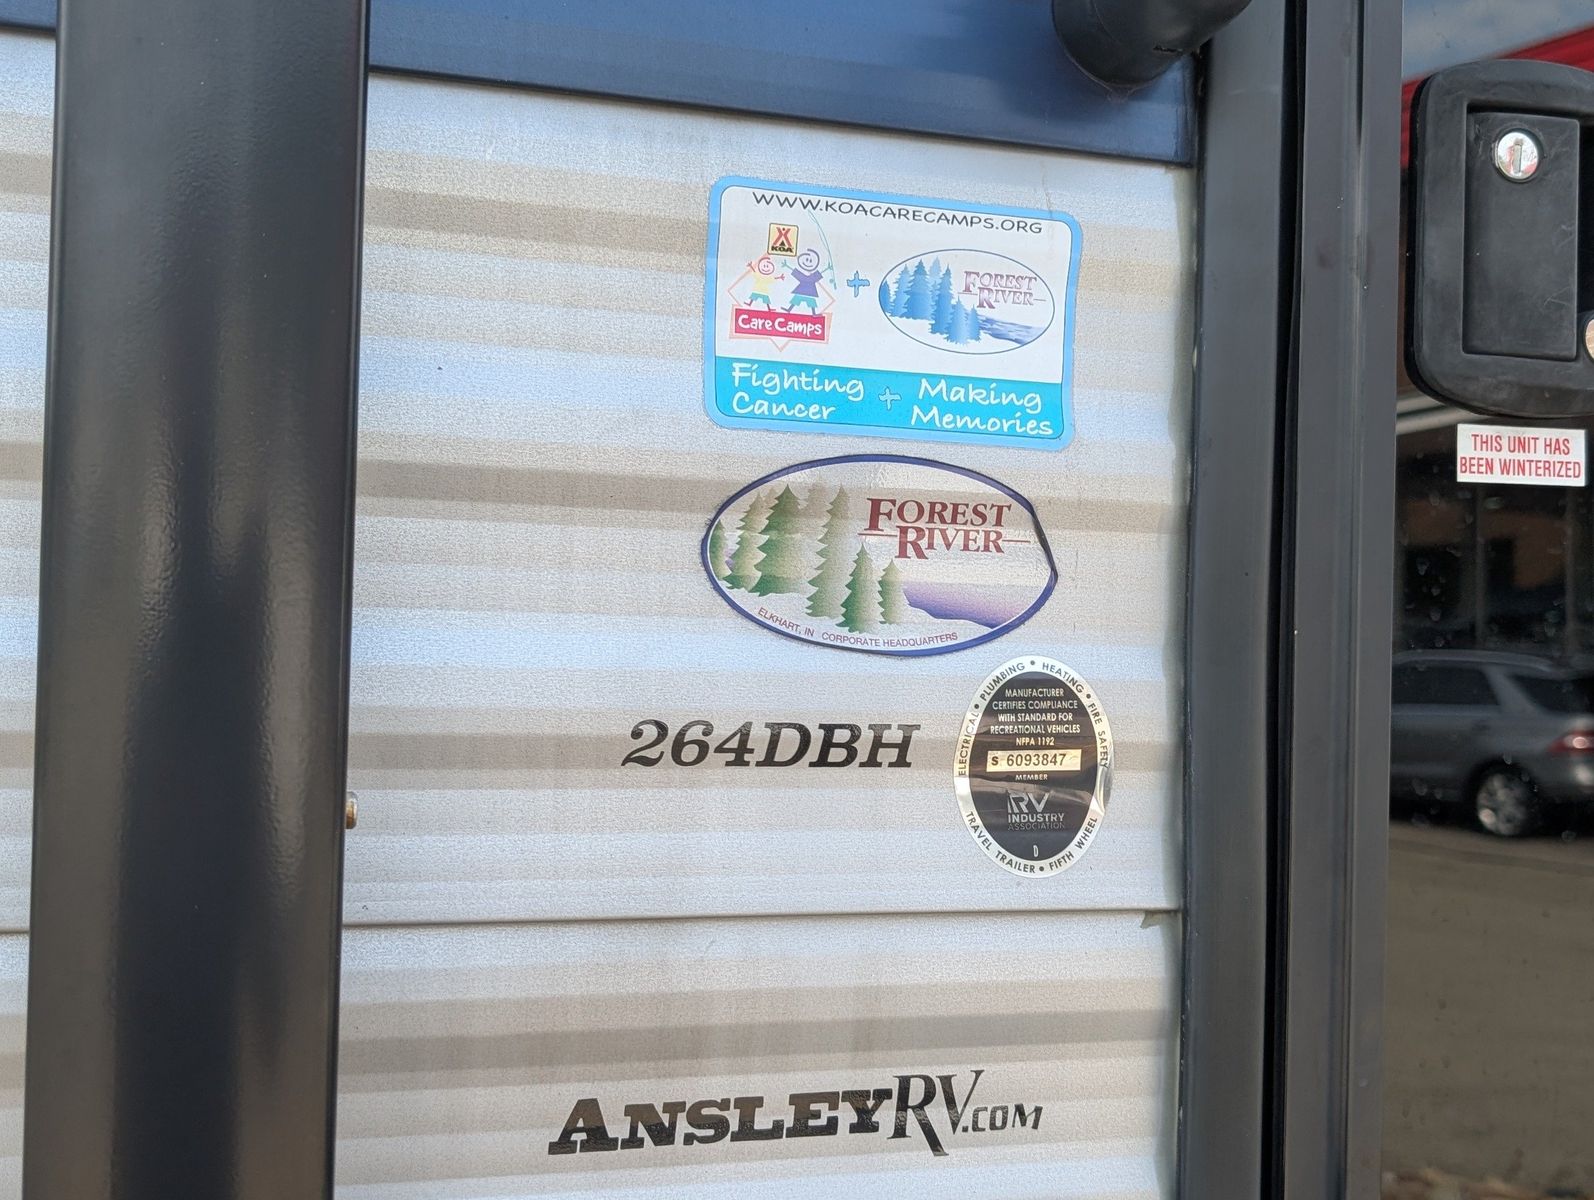 WWW.KOACARECAMPS.ORG
KOA
Care Camps
+
FOREST
RIVER
Fighting
Cancer
+
Making
Memories
FOREST
RIVER
ELKHART, IN CORPORATE HEADQUARTERS
THIS UNIT HAS
BEEN WINTERIZED
264DBH
ELECTRICAL • PLUMBING • HEATING • FIRE SAFETY
MANUFACTURER
CERTIFIES COMPLIANCE
WITH STANDARD FOR
RECREATIONAL VEHICLES
NFPA 1192
S 6093847
MEMBER
RV
INDUSTRY
ASSOCIATION
D
TRAVEL TRAILER • FIFTH WHEEL
ANSLEYRV.COM